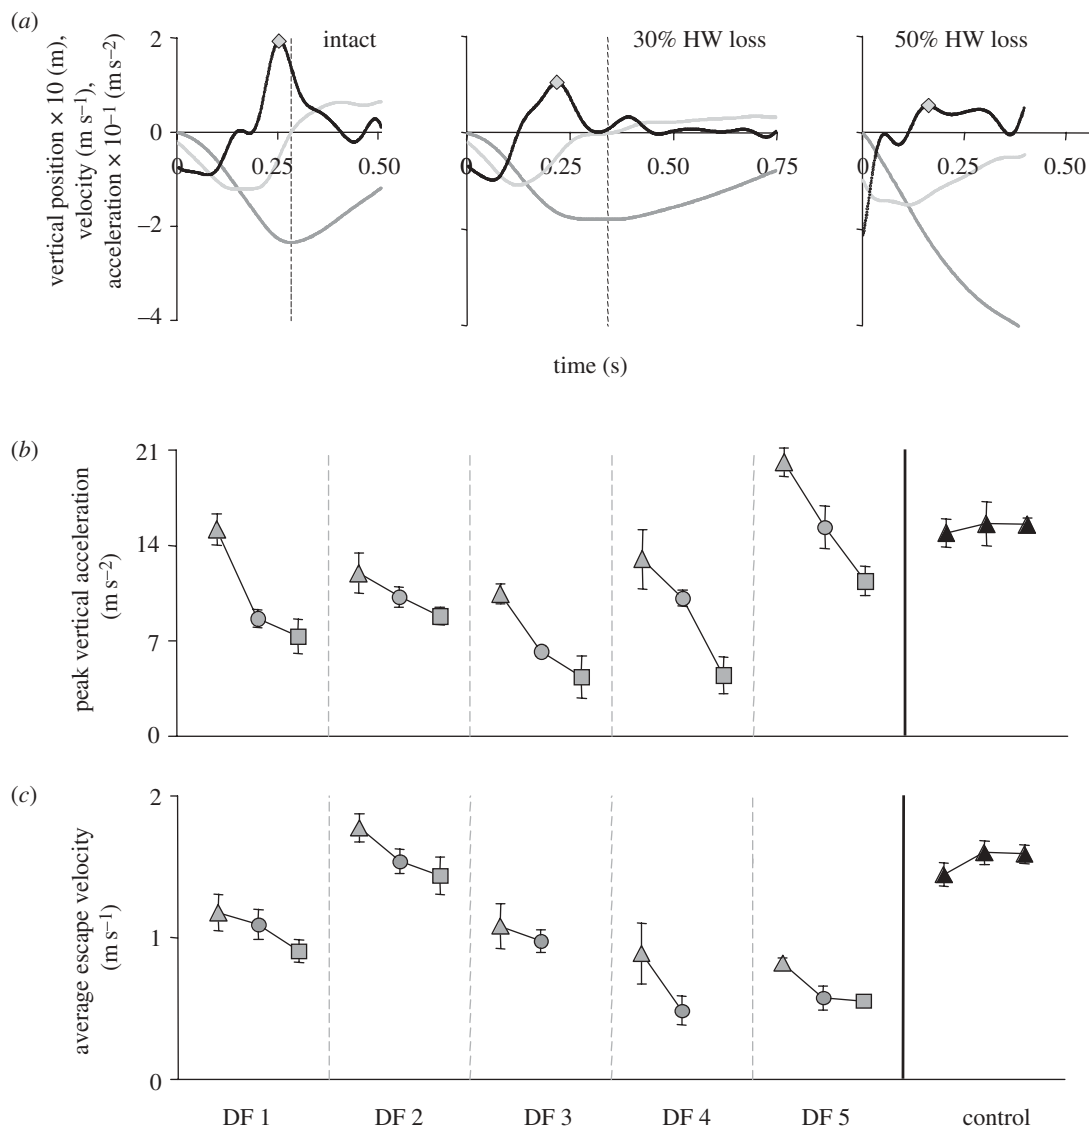 (a)
vertical position × 10 (m),
velocity (m s–1),
acceleration × 10–1 (m s–2)
2
0
–2
–4
intact
0
0.25
0.50
30% HW loss
0
0.25
0.50
0.75
50% HW loss
0
0.25
0.50
time (s)
(b)
peak vertical acceleration
(m s–2)
21
14
7
0
(c)
average escape velocity
(m s–1)
2
1
0
DF 1
DF 2
DF 3
DF 4
DF 5
control